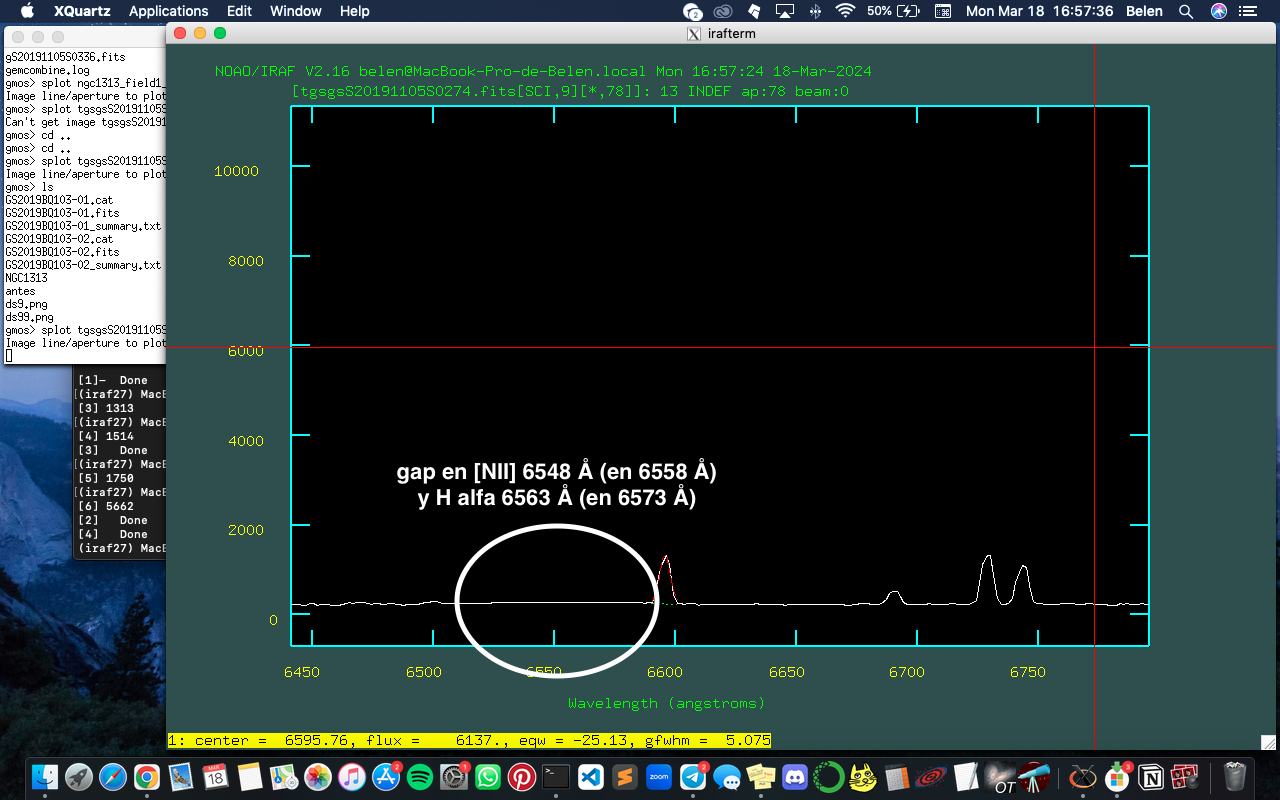 XQuartz Applications Edit Window Help
2
50%
Mon Mar 18 16:57:36 Belen
irafterm
gS20191105S0336.fits
gemcombine.log
gmos> splot ngc1313_field1_
Image line/aperture to plot
gmos> splot tgsgsS20191105S
Can't get image tgsgsS20191
gmos> cd ..
gmos> cd ..
gmos> splot tgsgsS20191105S
Image line/aperture to plot
gmos> ls
GS2019BQ103-01.cat
GS2019BQ103-01.fits
GS2019BQ103-01_summary.txt
GS2019BQ103-02.cat
GS2019BQ103-02.fits
GS2019BQ103-02_summary.txt
NGC1313
antes
ds9.png
ds99.png
gmos> splot tgsgsS20191105S
Image line/aperture to plot
[1]- Done
[(iraf27) MacB
[3] 1313
[(iraf27) MacB
[4] 1514
[3] Done
[(iraf27) MacB
[5] 1750
[(iraf27) MacB
[6] 5662
[2] Done
[4] Done
(iraf27) MacB
NOAO/IRAF V2.16 belen@MacBook-Pro-de-Belen.local Mon 16:57:24 18-Mar-2024
[tgsgsS20191105S0274.fits[SCI,9][*,78]]: 13 INDEF ap:78 beam:0
10000
8000
6000
4000
2000
0
gap en [NII] 6548 Å (en 6558 Å)
y H alfa 6563 Å (en 6573 Å)
6450 6500 6550 6600 6650 6700 6750
Wavelength (angstroms)
1: center = 6595.76, flux = 6137., eqw = -25.13, gfwhm = 5.075
MAR
18
2
1
zoom
2
OT
3